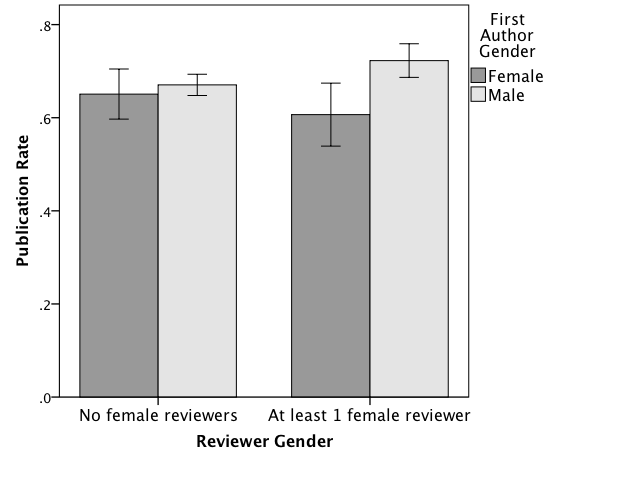 First
Author
Gender
Female
Male
.8
.6
.4
.2
.0
Publication Rate
No female reviewers
At least 1 female reviewer
Reviewer Gender